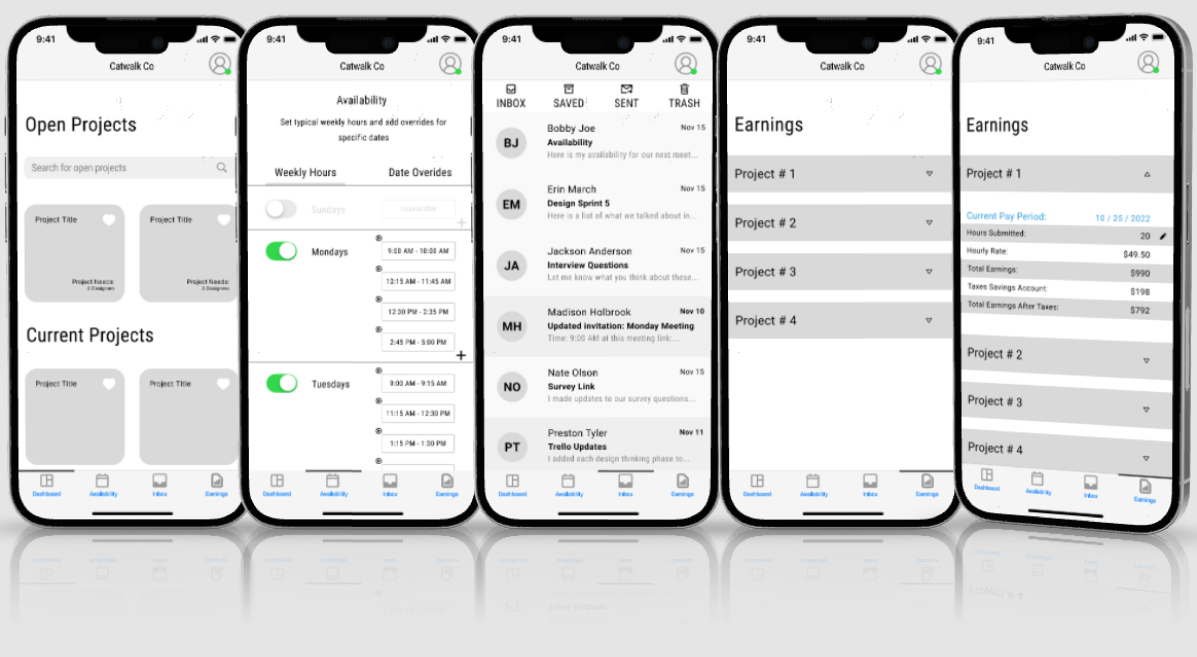 9:41
Catwalk Co
Open Projects
Search for open projects
Project Title
Project Title
Project Needs:
3 Designers
Project Needs:
3 Designers
Current Projects
Project Title
Project Title
Dashboard
Availability
Inbox
Earnings
9:41
Catwalk Co
Availability
Set typical weekly hours and add overrides for
specific dates
Weekly Hours
Date Overides
Sundays
Unavailable
Mondays
9:00 AM - 10:00 AM
10:15 AM - 11:45 AM
12:30 PM - 2:35 PM
2:45 PM - 5:00 PM
Tuesdays
9:00 AM - 9:15 AM
11:15 AM - 12:30 PM
1:15 PM - 1:30 PM
Dashboard
Availability
Inbox
Earnings
9:41
Catwalk Co
INBOX
SAVED
SENT
TRASH
BJ
Bobby Joe
Nov 15
Availability
Here is my availability for our next meet...
EM
Erin March
Nov 15
Design Sprint 5
Here is a list of what we talked about in...
JA
Jackson Anderson
Nov 15
Interview Questions
Let me know what you think about these...
MH
Madison Holbrook
Nov 10
Updated invitation: Monday Meeting
Time: 9:00 AM at this meeting link:...
NO
Nate Olson
Nov 15
Survey Link
I made updates to our survey questions...
PT
Preston Tyler
Nov 11
Trello Updates
I added each design thinking phase to...
Dashboard
Availability
Inbox
Earnings
9:41
Catwalk Co
Earnings
Project # 1
Project # 2
Project # 3
Project # 4
Dashboard
Availability
Inbox
Earnings
9:41
Catwalk Co
Earnings
Project # 1
Current Pay Period:
10 / 25 / 2022
Hours Submitted:
20
Hourly Rate:
$49.50
Total Earnings:
$990
Taxes Savings Account:
$198
Total Earnings After Taxes:
$792
Project # 2
Project # 3
Project # 4
Dashboard
Availability
Inbox
Earnings